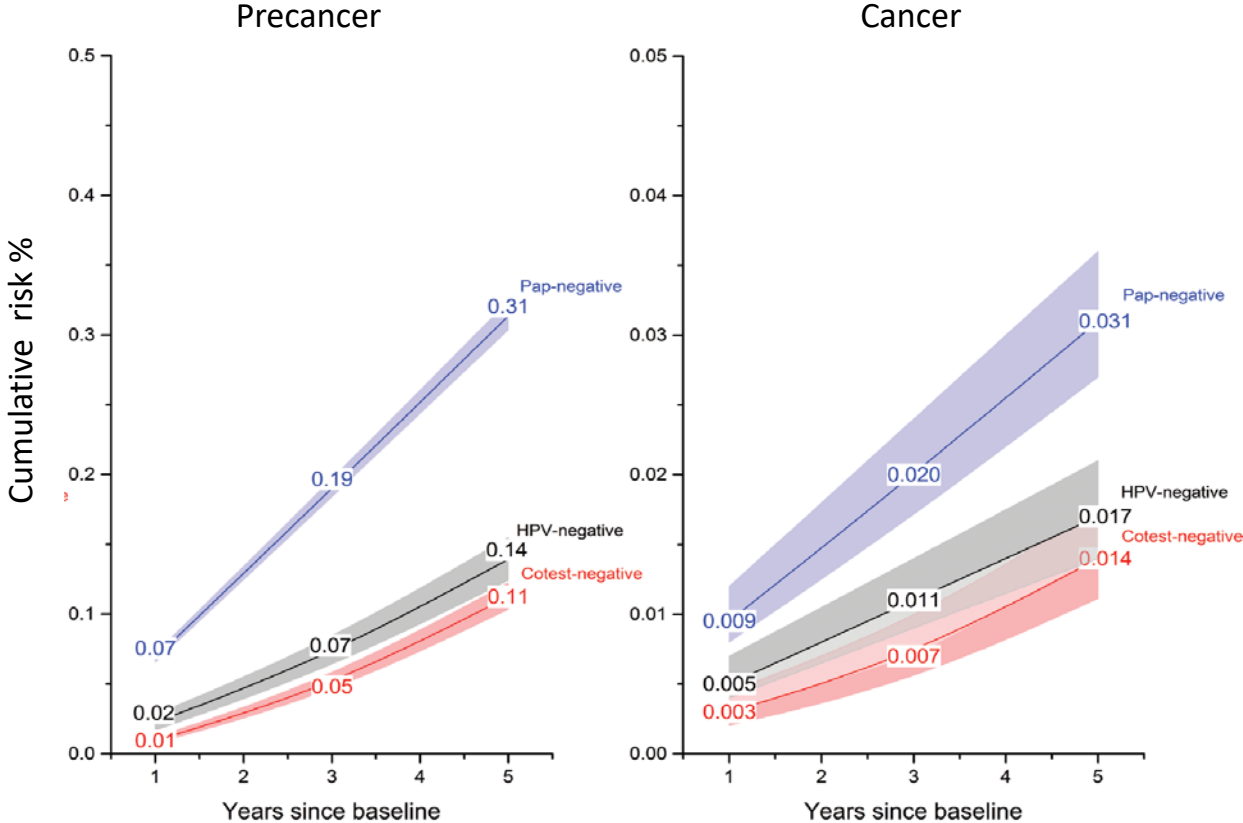 Precancer
Cancer
Cumulative risk %
0.5
0.4
0.3
0.2
0.1
0.0
Pap-negative
0.31
0.19
0.07
HPV-negative
0.14
0.07
0.02
Cotest-negative
0.11
0.05
0.01
1 2 3 4 5
Years since baseline
0.05
0.04
0.03
0.02
0.01
0.00
Pap-negative
0.031
0.020
0.009
HPV-negative
0.017
0.011
0.005
Cotest-negative
0.014
0.007
0.003
1 2 3 4 5
Years since baseline